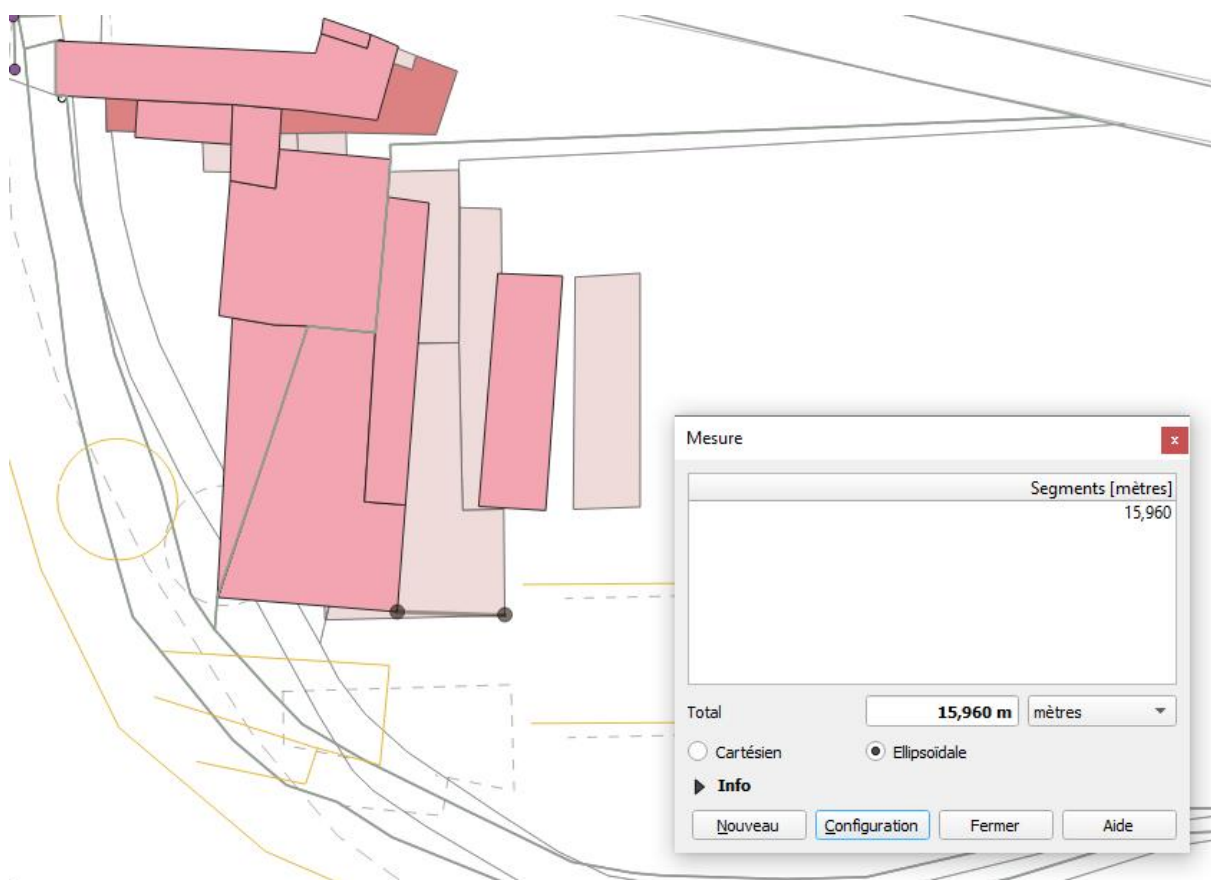 Mesure
x
Segments [mètres]
15,960
Total 15,960 m mètres
Cartésien Ellipsoïdale
Info
Nouveau Configuration Fermer Aide